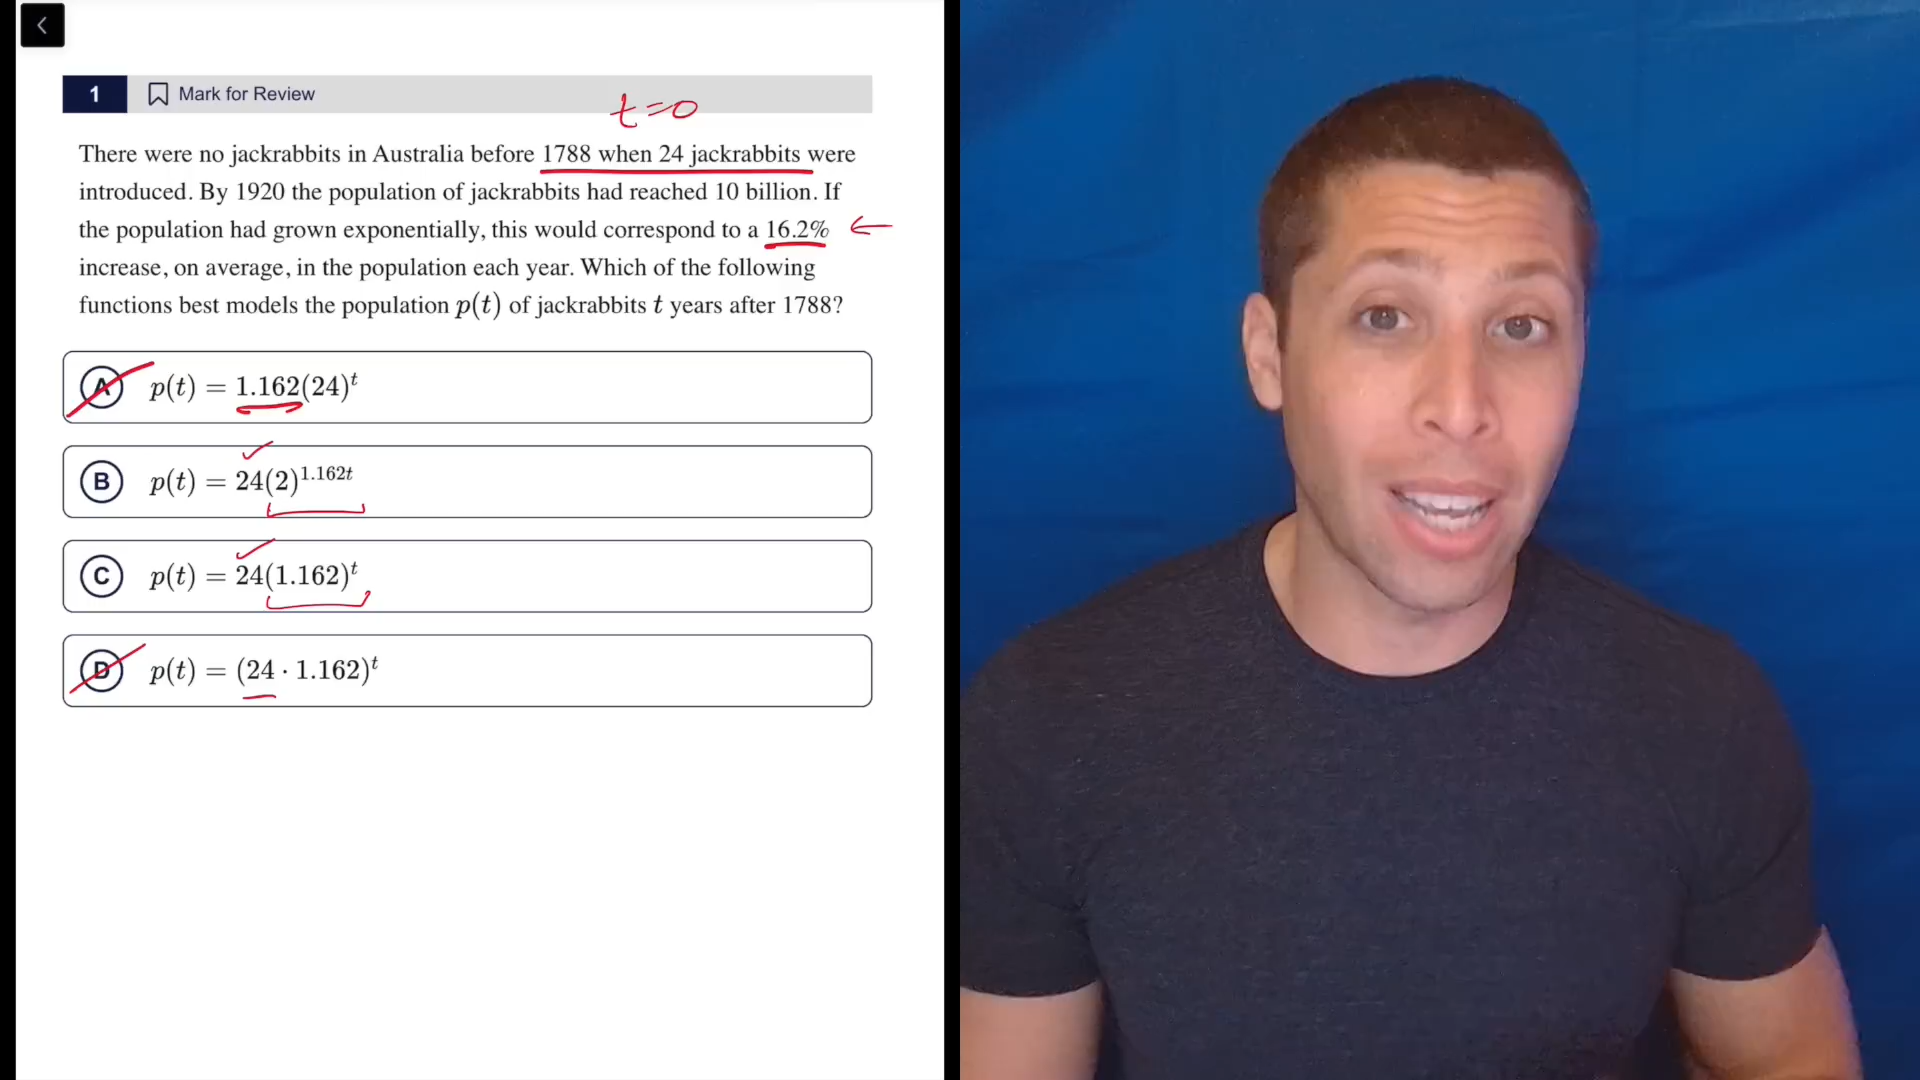 1 Mark for Review
t=0
There were no jackrabbits in Australia before 1788 when 24 jackrabbits were
introduced. By 1920 the population of jackrabbits had reached 10 billion. If
the population had grown exponentially, this would correspond to a 16.2%
increase, on average, in the population each year. Which of the following
functions best models the population p(t) of jackrabbits t years after 1788?
A p(t) = 1.162(24)^t
B p(t) = 24(2)^{1.162t}
C p(t) = 24(1.162)^t
D p(t) = (24 · 1.162)^t